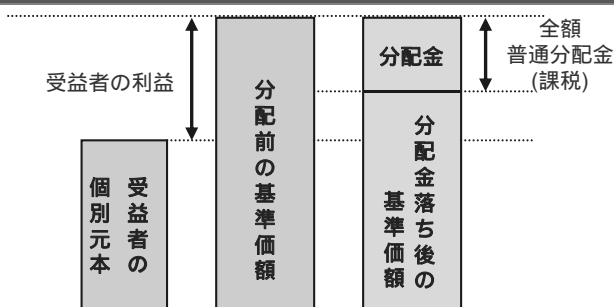 受益者の利益
受益者の
個別元本
分配前の基準価額
分配金
分配金落ち後の
基準価額
全額
普通分配金
(課税)